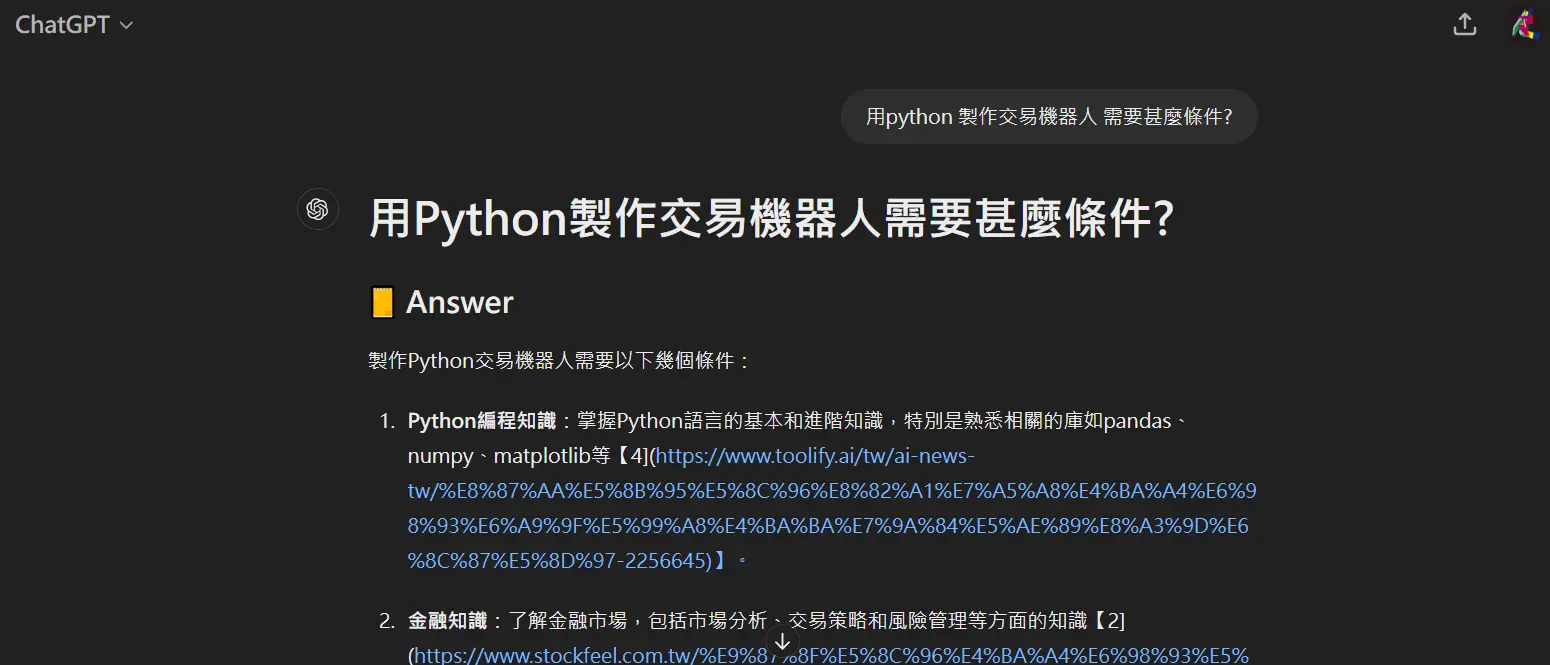 ChatGPT
用python 製作交易機器人 需要甚麼條件?
用Python製作交易機器人需要甚麼條件?
Answer
製作Python交易機器人需要以下幾個條件：
1. Python編程知識：掌握Python語言的基本和進階知識，特別是熟悉相關的庫如pandas、
numpy、matplotlib等【4](https://www.toolify.ai/tw/ai-news-
tw/%E8%87%AA%E5%8B%95%E5%8C%96%E8%82%A1%E7%A5%A8%E4%BA%A4%E6%9
8%93%E6%A9%9F%E5%99%A8%E4%BA%BA%E7%9A%84%E5%AE%89%E8%A3%9D%E6
%8C%87%E5%8D%97-2256645)】。
2. 金融知識：了解金融市場，包括市場分析、交易策略和風險管理等方面的知識【2]
(https://www.stockfeel.com.tw/%E9%87%8F%E5%8C%96%E4%BA%A4%E6%98%93%E5%